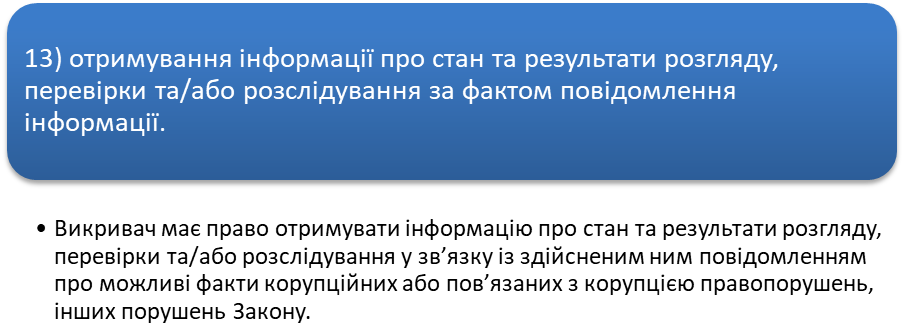 13) отримування інформації про стан та результати розгляду,
перевірки та/або розслідування за фактом повідомлення
інформації.
• Викривач має право отримувати інформацію про стан та результати розгляду,
перевірки та/або розслідування у зв’язку із здійсненим ним повідомленням
про можливі факти корупційних або пов’язаних з корупцією правопорушень,
інших порушень Закону.